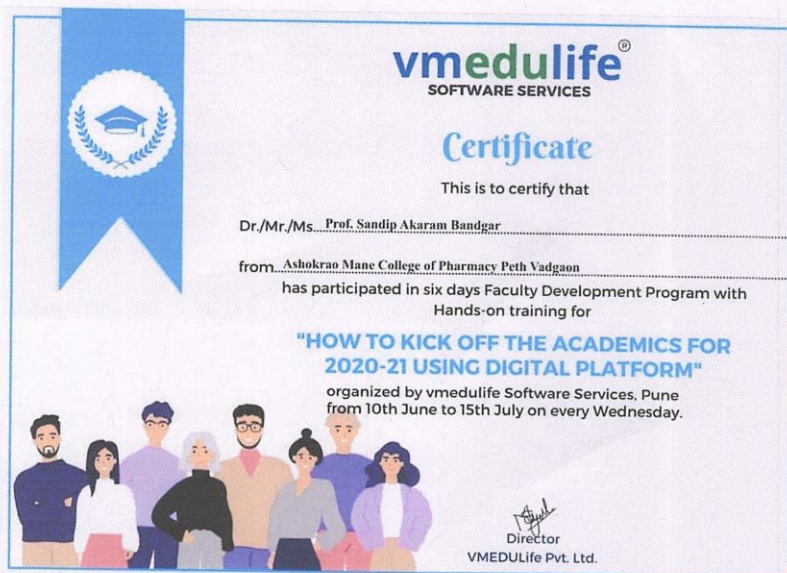 vmedulife®
SOFTWARE SERVICES
Certificate
This is to certify that
Dr./Mr./Ms. Prof. Sandip Akaram Bandgar
from Ashokrao Mane College of Pharmacy Peth Vadgaon
has participated in six days Faculty Development Program with
Hands-on training for
"HOW TO KICK OFF THE ACADEMICS FOR
2020-21 USING DIGITAL PLATFORM"
organized by vmedulife Software Services, Pune
from 10th June to 15th July on every Wednesday.
Director
VMEDULife Pvt. Ltd.